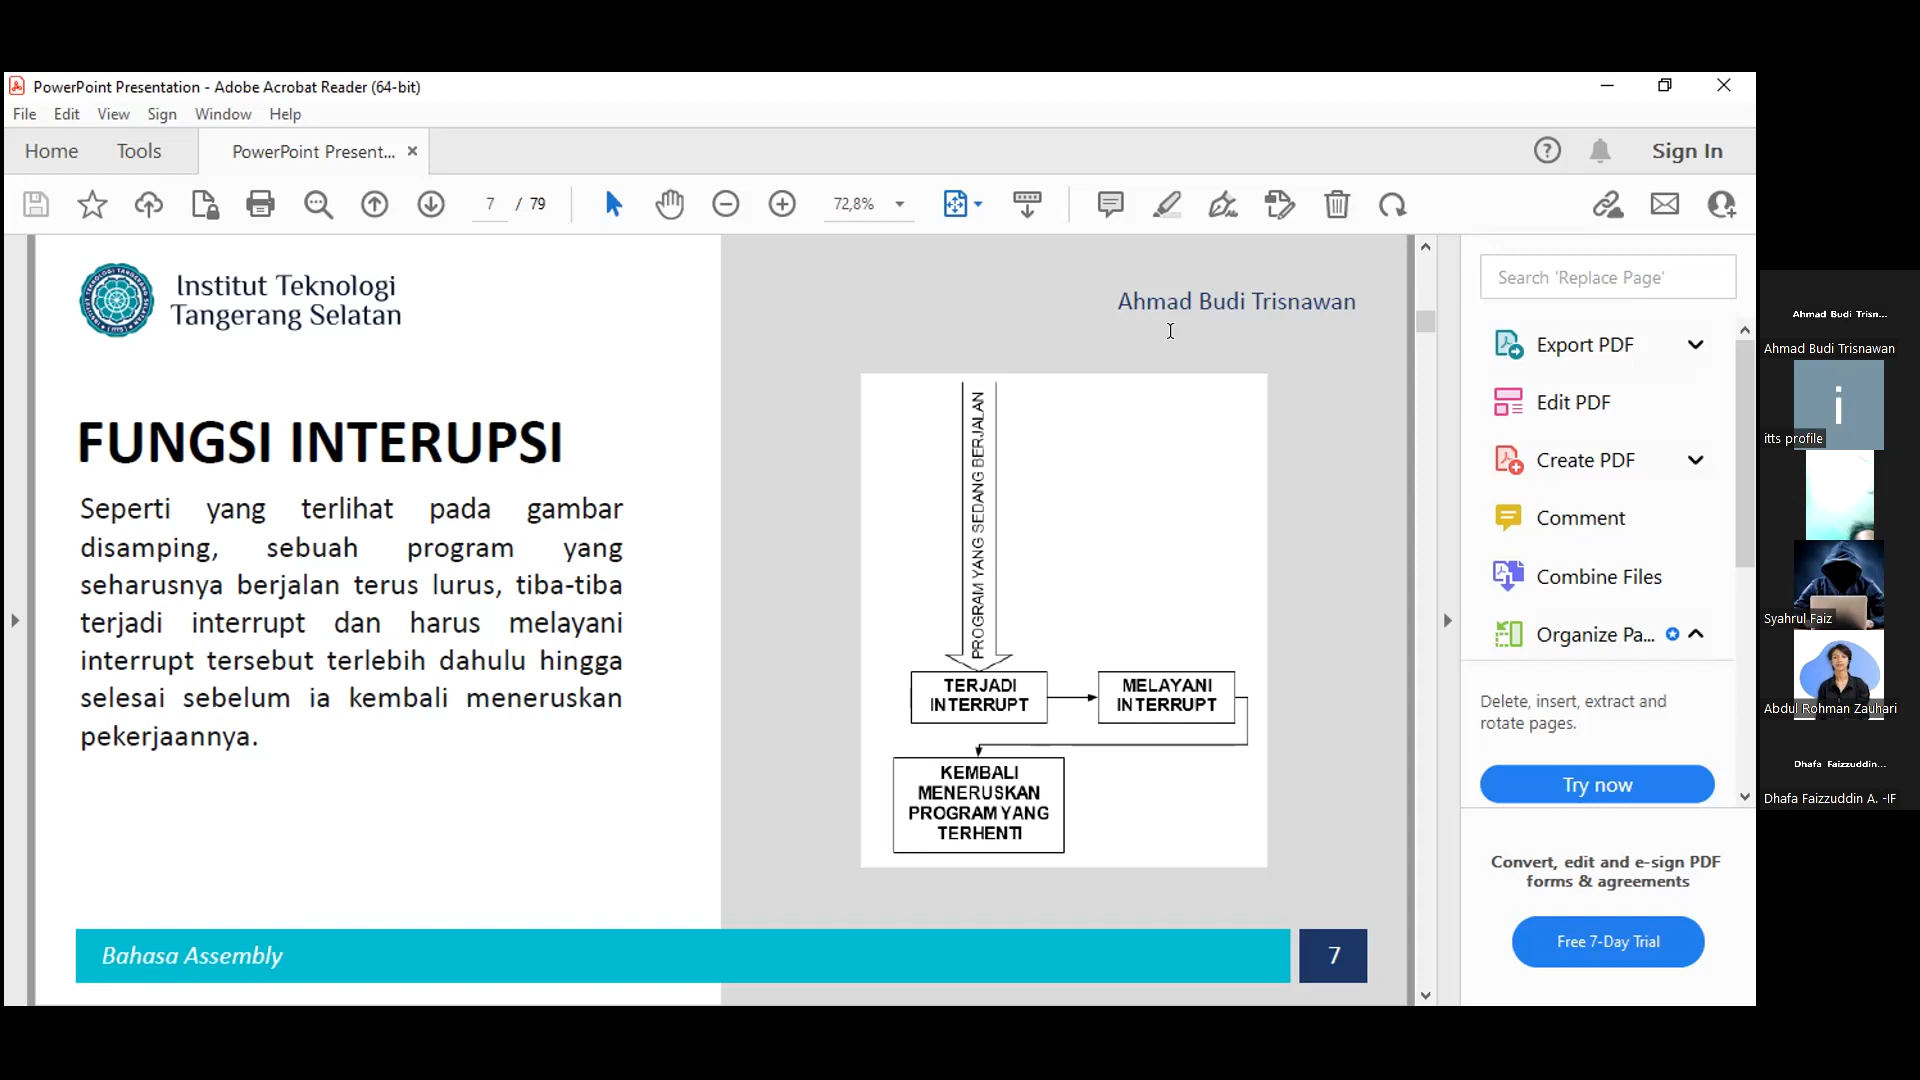 PowerPoint Presentation - Adobe Acrobat Reader (64-bit)
File Edit View Sign Window Help
Home Tools PowerPoint Present... ×
Sign In
7 / 79 72,8%
Institut Teknologi
Tangerang Selatan
Ahmad Budi Trisnawan
FUNGSI INTERUPSI
Seperti yang terlihat pada gambar
disamping, sebuah program yang
seharusnya berjalan terus lurus, tiba-tiba
terjadi interrupt dan harus melayani
interrupt tersebut terlebih dahulu hingga
selesai sebelum ia kembali meneruskan
pekerjaannya.
PROGRAM YANG SEDANG BERJALAN
TERJADI
INTERRUPT
MELAYANI
INTERRUPT
KEMBALI
MENERUSKAN
PROGRAM YANG
TERHENTI
Bahasa Assembly
7
Search 'Replace Page'
Export PDF
Edit PDF
Create PDF
Comment
Combine Files
Organize Pa...
Delete, insert, extract and
rotate pages.
Try now
Convert, edit and e-sign PDF
forms & agreements
Free 7-Day Trial
Ahmad Budi Trisn...
Ahmad Budi Trisnawan
i
itts profile
Syahrul Faiz
Abdul Rohman Zauhari
Dhafa Faizzuddin...
Dhafa Faizzuddin A. -IF